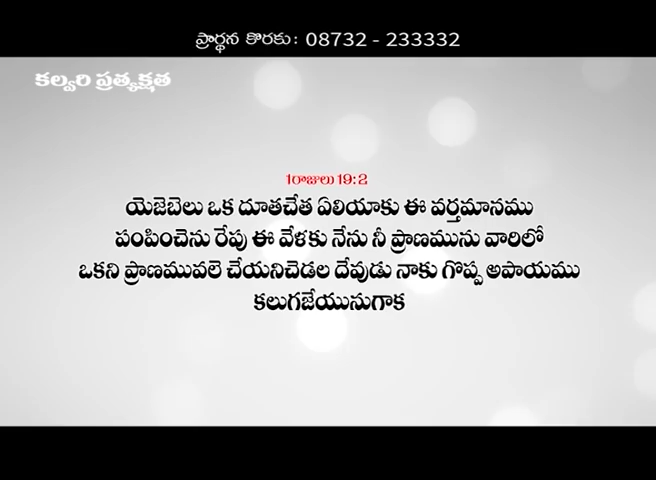 ప్రార్థన కొరకు: 08732 - 233332
కల్వరి ప్రత్యక్షత
1రాజులు 19:2
యెజెబెలు ఒక దూతచేత ఏలియాకు ఈ వర్తమానము
పంపించెను రేపు ఈ వేళకు నేను నీ ప్రాణమును వారిలో
ఒకని ప్రాణమువలె చేయనిచెడల దేవుడు నాకు గొప్ప అపాయము
కలుగజేయునుగాక